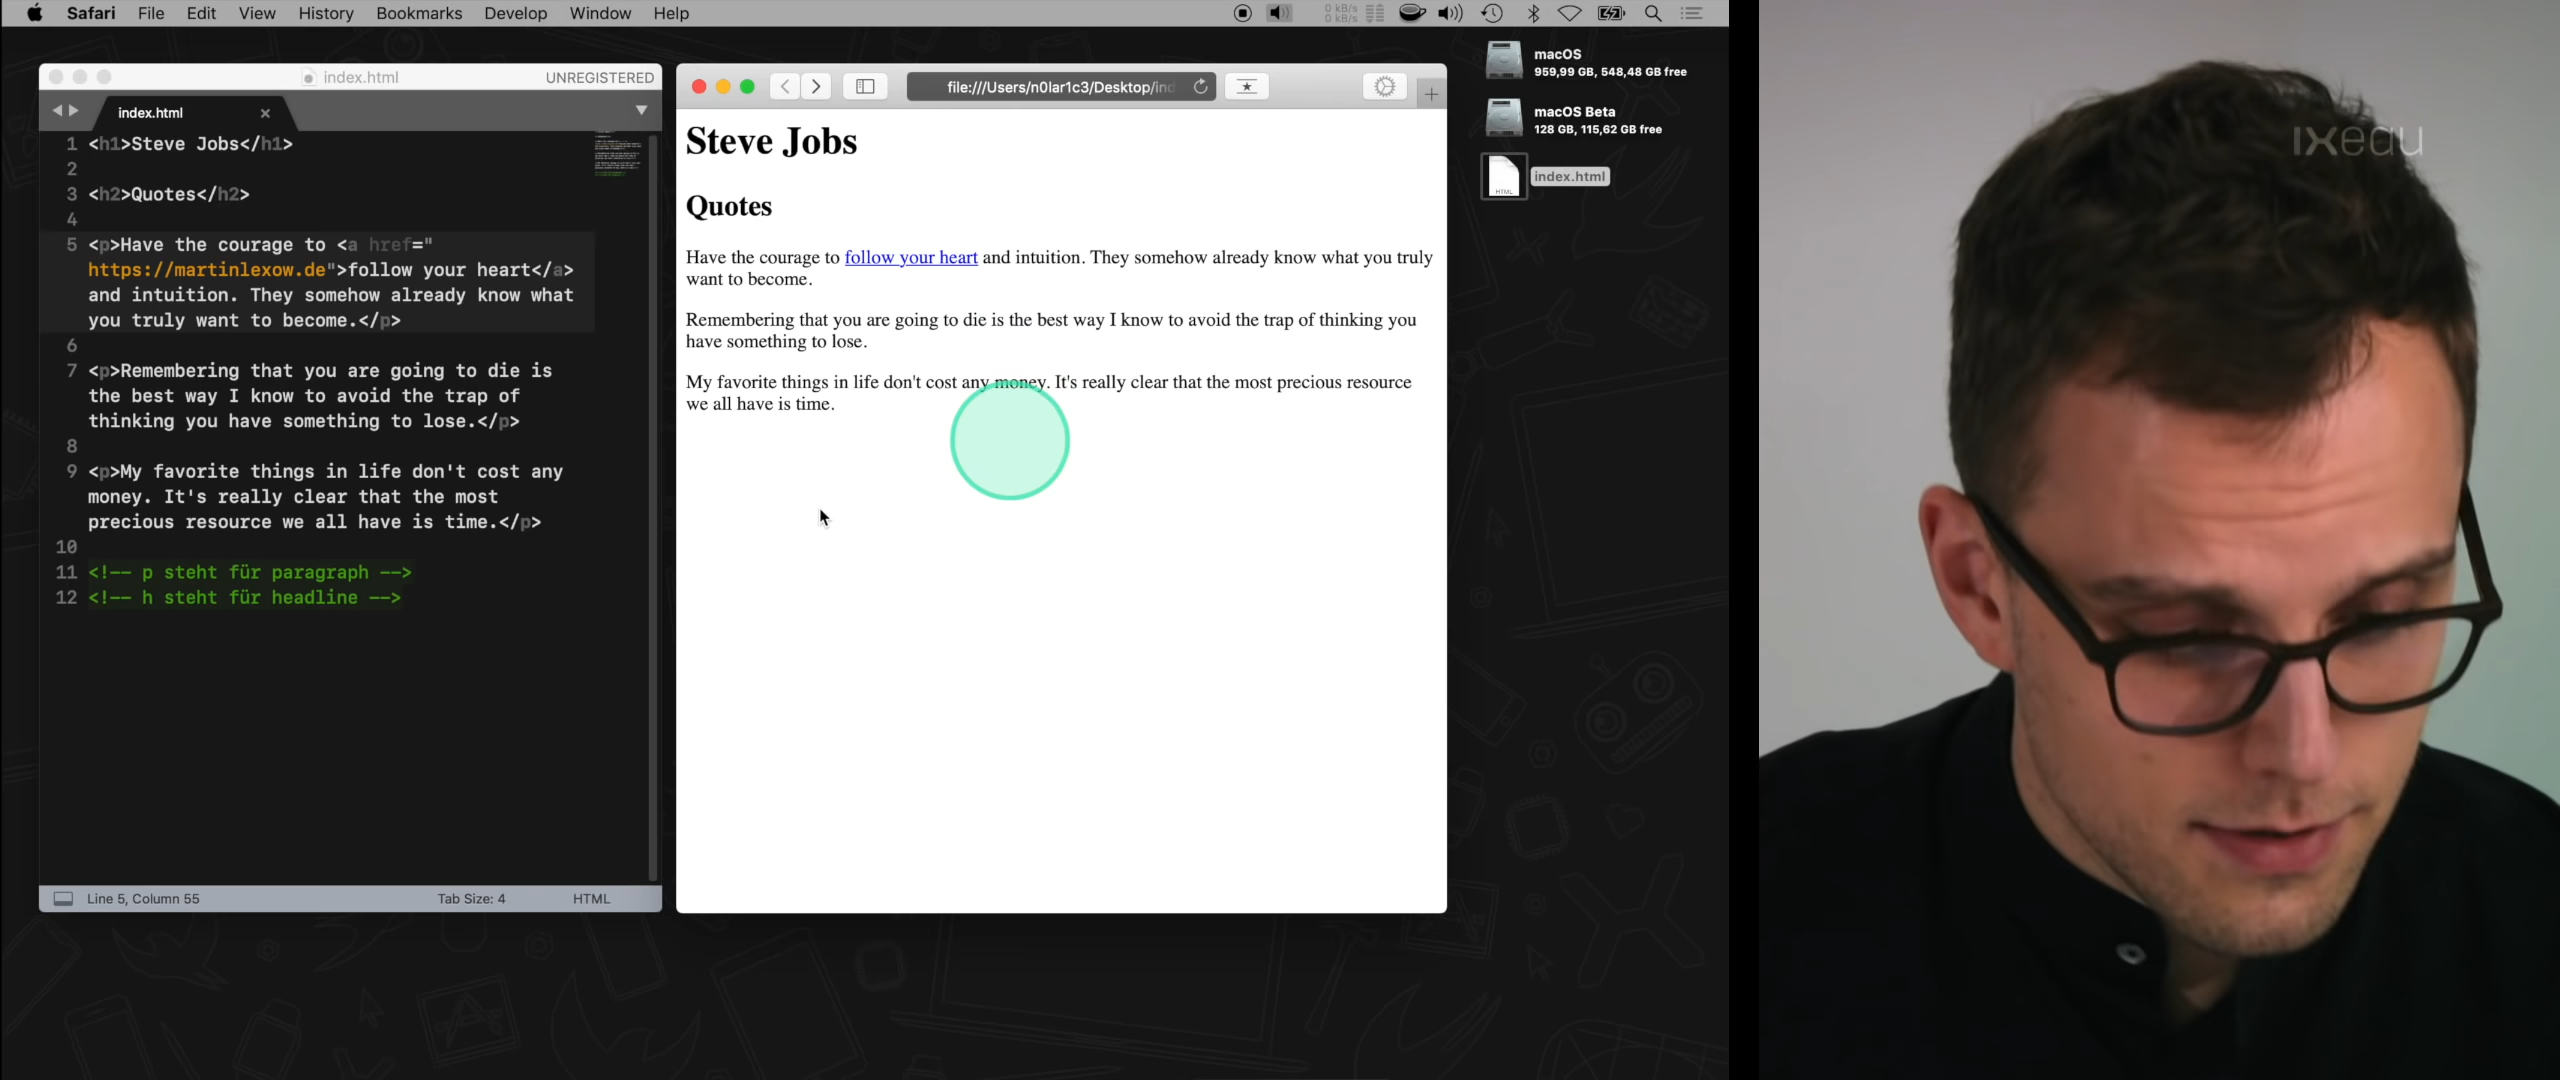 Safari File Edit View History Bookmarks Develop Window Help
0 kB/s
0 kB/s
index.html UNREGISTERED
index.html
1 <h1>Steve Jobs</h1>
2
3 <h2>Quotes</h2>
4
5 <p>Have the courage to <a href="
https://martinlexow.de">follow your heart</a>
and intuition. They somehow already know what
you truly want to become.</p>
6
7 <p>Remembering that you are going to die is
the best way I know to avoid the trap of
thinking you have something to lose.</p>
8
9 <p>My favorite things in life don't cost any
money. It's really clear that the most
precious resource we all have is time.</p>
10
11 <!-- p steht für paragraph -->
12 <!-- h steht für headline -->
Line 5, Column 55 Tab Size: 4 HTML
file:///Users/n0lar1c3/Desktop/ind
Steve Jobs
Quotes
Have the courage to follow your heart and intuition. They somehow already know what you truly
want to become.
Remembering that you are going to die is the best way I know to avoid the trap of thinking you
have something to lose.
My favorite things in life don't cost any money. It's really clear that the most precious resource
we all have is time.
macOS
959,99 GB, 548,48 GB free
macOS Beta
128 GB, 115,62 GB free
HTML
index.html
ixeau